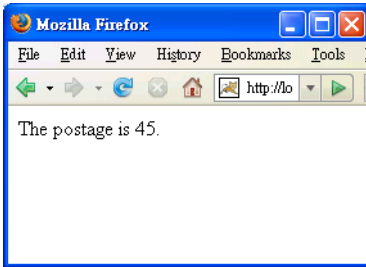 Mozilla Firefox
File Edit View History Bookmarks Tools
http://lo
The postage is 45.